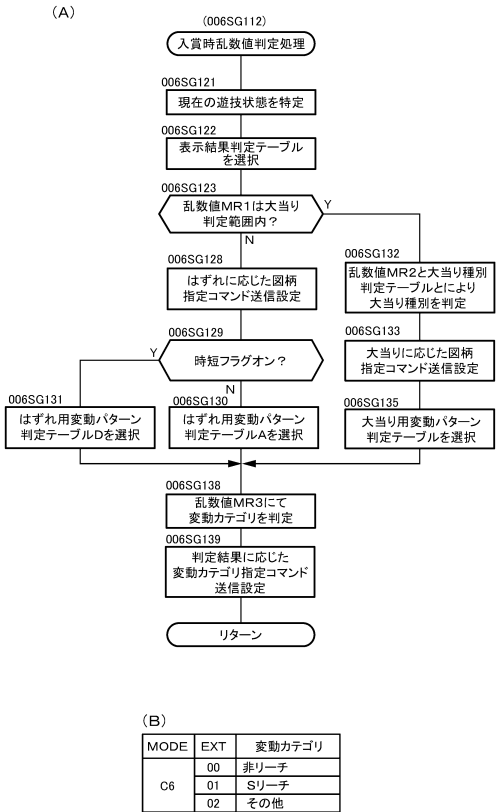 (A)
(006SG112)
入賞時乱数値判定処理
006SG121
現在の遊技状態を特定
006SG122
表示結果判定テーブル
を選択
006SG123
乱数値MR1は大当り
判定範囲内?
Y
N
006SG128
はずれに応じた図柄
指定コマンド送信設定
006SG132
乱数値MR2と大当り種別
判定テーブルとにより
大当り種別を判定
006SG129
時短フラグオン?
Y
N
006SG133
大当りに応じた図柄
指定コマンド送信設定
006SG131
はずれ用変動パターン
判定テーブルDを選択
006SG130
はずれ用変動パターン
判定テーブルAを選択
006SG135
大当り用変動パターン
判定テーブルを選択
006SG138
乱数値MR3にて
変動カテゴリを判定
006SG139
判定結果に応じた
変動カテゴリ指定コマンド
送信設定
リターン
(B)
MODE EXT 変動カテゴリ
C6 00 非リーチ
01 Sリーチ
02 その他